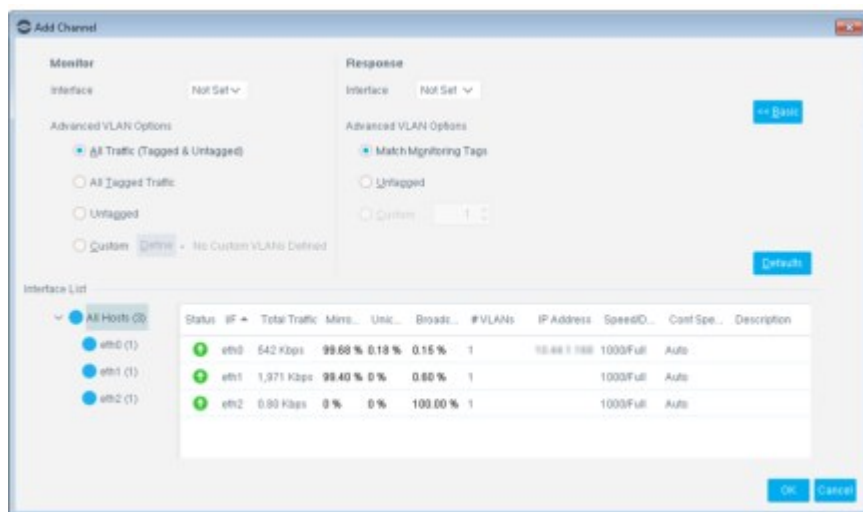 Add Channel
Monitor
Response
Interface
Not Set
Interface
Not Set
<< Basic
Advanced VLAN Options
Advanced VLAN Options
All Traffic (Tagged & Untagged)
Match Monitoring Tags
All Tagged Traffic
Untagged
Untagged
Custom
1
Custom Define No Custom VLANs Defined
Defaults
Interface List
All Hosts (3)
eth0 (1)
eth1 (1)
eth2 (1)
Status I/F Total Traffic Mirro... Unic... Broadc... #VLANs IP Address Speed/D... Conf Spe... Description
eth0 542 Kbps 99.68 % 0.18 % 0.15 % 1 1000/Full Auto
eth1 1,971 Kbps 99.40 % 0 % 0.60 % 1 1000/Full Auto
eth2 0.80 Kbps 0 % 0 % 100.00 % 1 1000/Full Auto
OK
Cancel